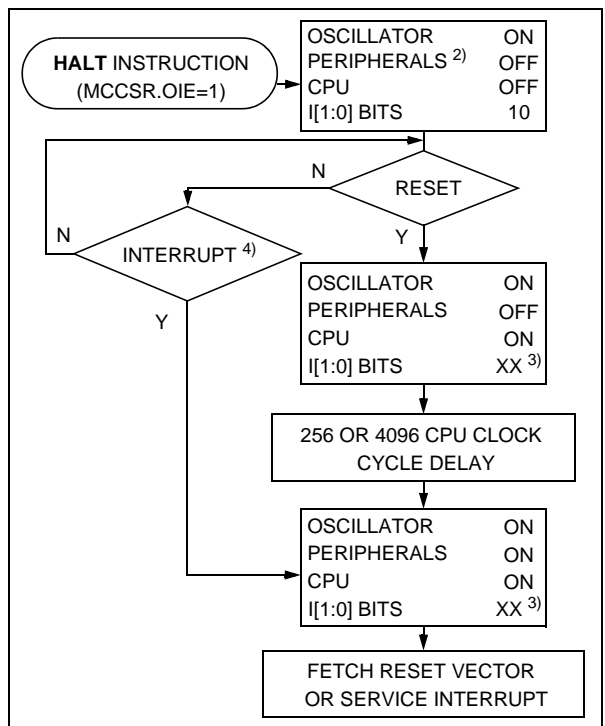 HALT INSTRUCTION
(MCCSR.OIE=1)
OSCILLATOR ON
PERIPHERALS 2) OFF
CPU OFF
I[1:0] BITS 10
N
RESET
N
INTERRUPT 4)
Y
Y
OSCILLATOR ON
PERIPHERALS OFF
CPU ON
I[1:0] BITS XX 3)
256 OR 4096 CPU CLOCK
CYCLE DELAY
OSCILLATOR ON
PERIPHERALS ON
CPU ON
I[1:0] BITS XX 3)
FETCH RESET VECTOR
OR SERVICE INTERRUPT